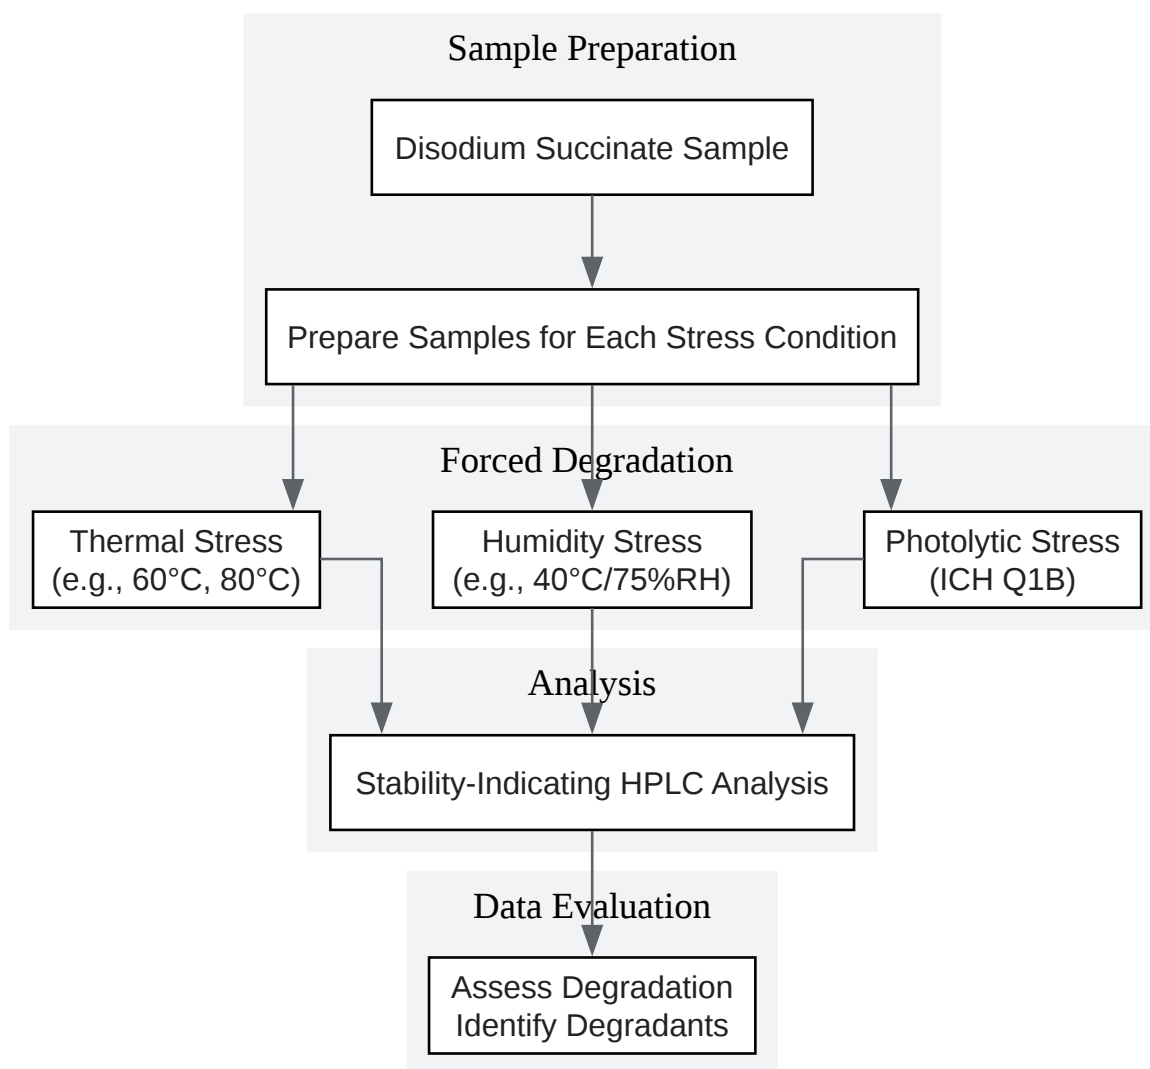 Sample Preparation
Disodium Succinate Sample
Prepare Samples for Each Stress Condition
Forced Degradation
Thermal Stress
(e.g., 60°C, 80°C)
Humidity Stress
(e.g., 40°C/75%RH)
Photolytic Stress
(ICH Q1B)
Analysis
Stability-Indicating HPLC Analysis
Data Evaluation
Assess Degradation
Identify Degradants